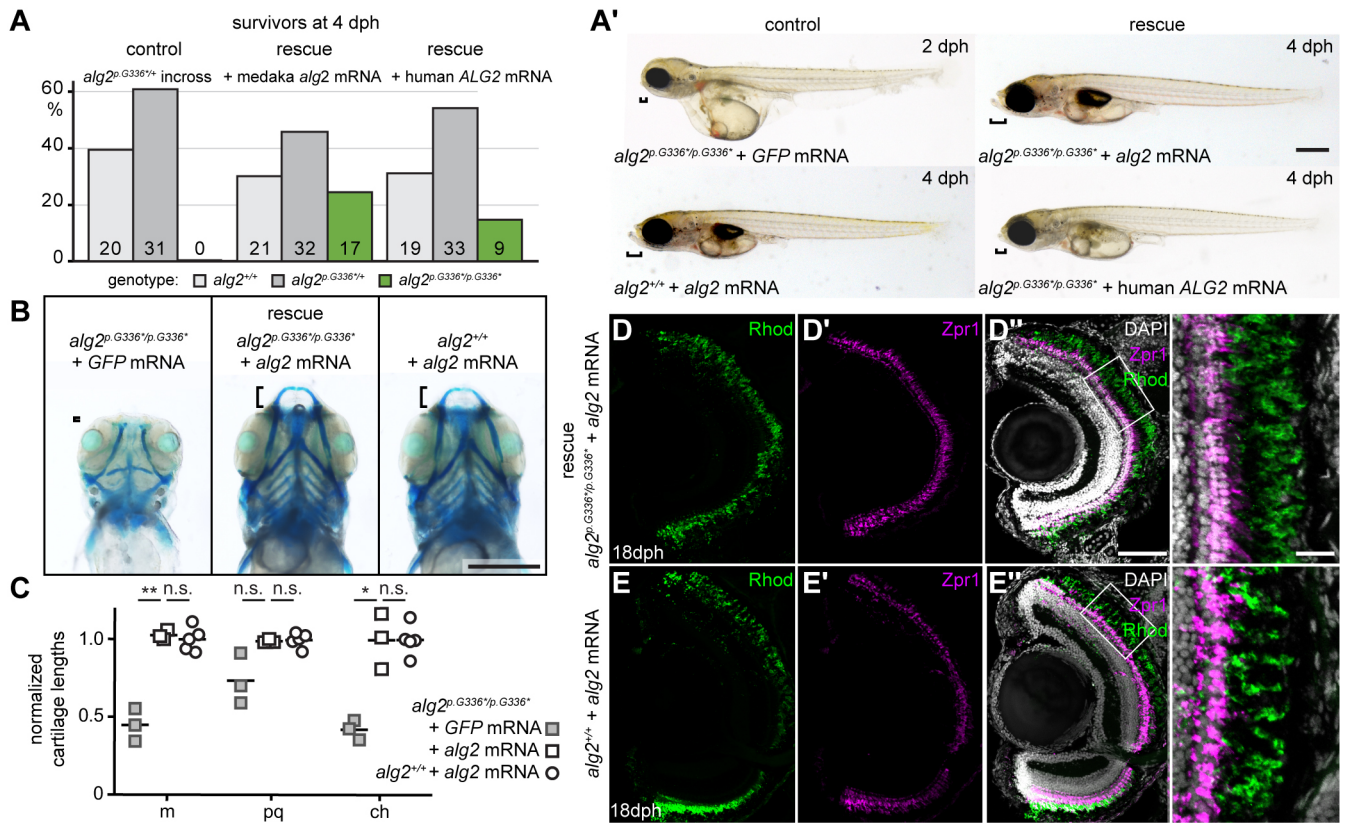 A
survivors at 4 dph
control
rescue
rescue
alg2p.G336*/+ incross
+ medaka alg2 mRNA
+ human ALG2 mRNA
60
%
40
20
0
20
31
0
21
32
17
19
33
9
genotype:
alg2+/+
alg2p.G336*/+
alg2p.G336*/p.G336*
A'
control
rescue
2 dph
4 dph
alg2p.G336*/p.G336* + GFP mRNA
alg2p.G336*/p.G336* + alg2 mRNA
4 dph
4 dph
alg2+/+ + alg2 mRNA
alg2p.G336*/p.G336* + human ALG2 mRNA
B
alg2p.G336*/p.G336*
+ GFP mRNA
rescue
alg2p.G336*/p.G336*
+ alg2 mRNA
alg2+/+
+ alg2 mRNA
C
** n.s.
n.s. n.s.
* n.s.
normalized
cartilage lengths
1.0
0.5
0
m
pq
ch
alg2p.G336*/p.G336*
+ GFP mRNA
+ alg2 mRNA
alg2+/+ + alg2 mRNA
rescue
alg2p.G336*/p.G336* + alg2 mRNA
D
Rhod
18dph
D'
Zpr1
D''
DAPI
Zpr1
Rhod
alg2+/+ + alg2 mRNA
E
Rhod
18dph
E'
Zpr1
E''
DAPI
Zpr1
Rhod